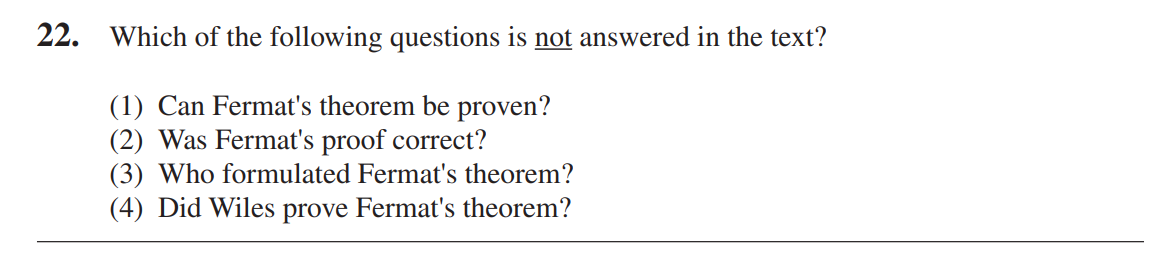 22. Which of the following questions is not answered in the text?
(1) Can Fermat's theorem be proven?
(2) Was Fermat's proof correct?
(3) Who formulated Fermat's theorem?
(4) Did Wiles prove Fermat's theorem?